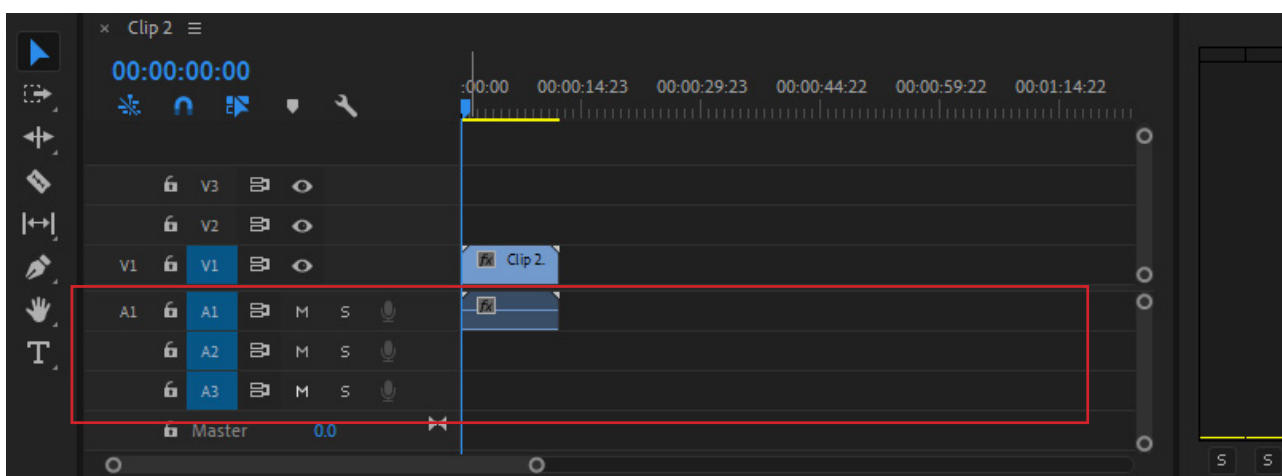 × Clip 2 ≡
00:00:00:00
:00:00 00:00:14:23 00:00:29:23 00:00:44:22 00:00:59:22 00:01:14:22
V3
V2
V1 V1 fx Clip 2.
A1 A1 M S fx
A2 M S
T A3 M S
Master 0.0
S S